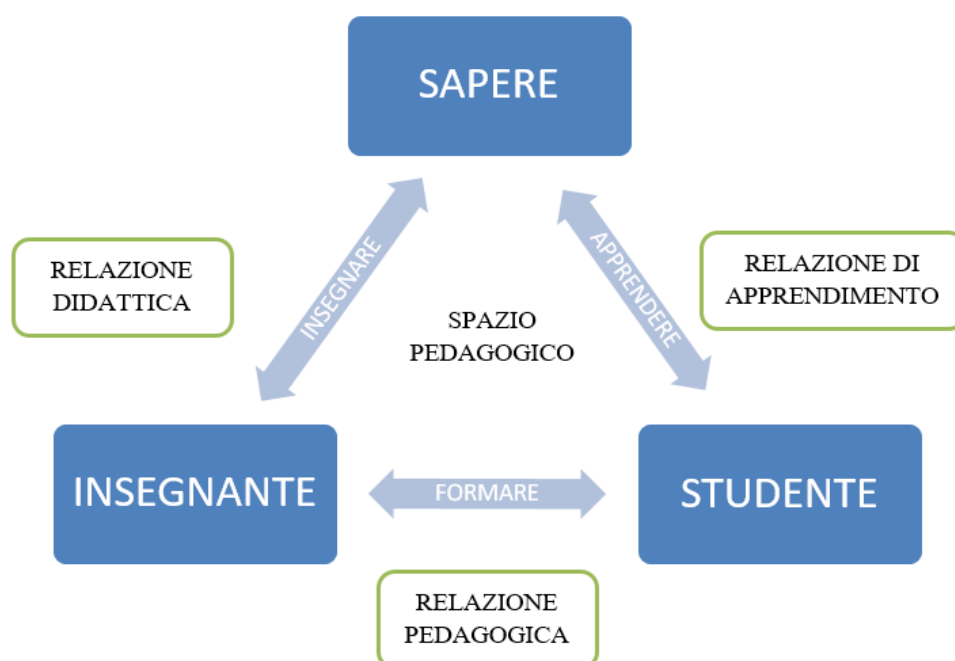 SAPERE
INSEGNARE
APPRENDERE
RELAZIONE
DIDATTICA
RELAZIONE DI
APPRENDIMENTO
SPAZIO
PEDAGOGICO
INSEGNANTE
FORMARE
STUDENTE
RELAZIONE
PEDAGOGICA